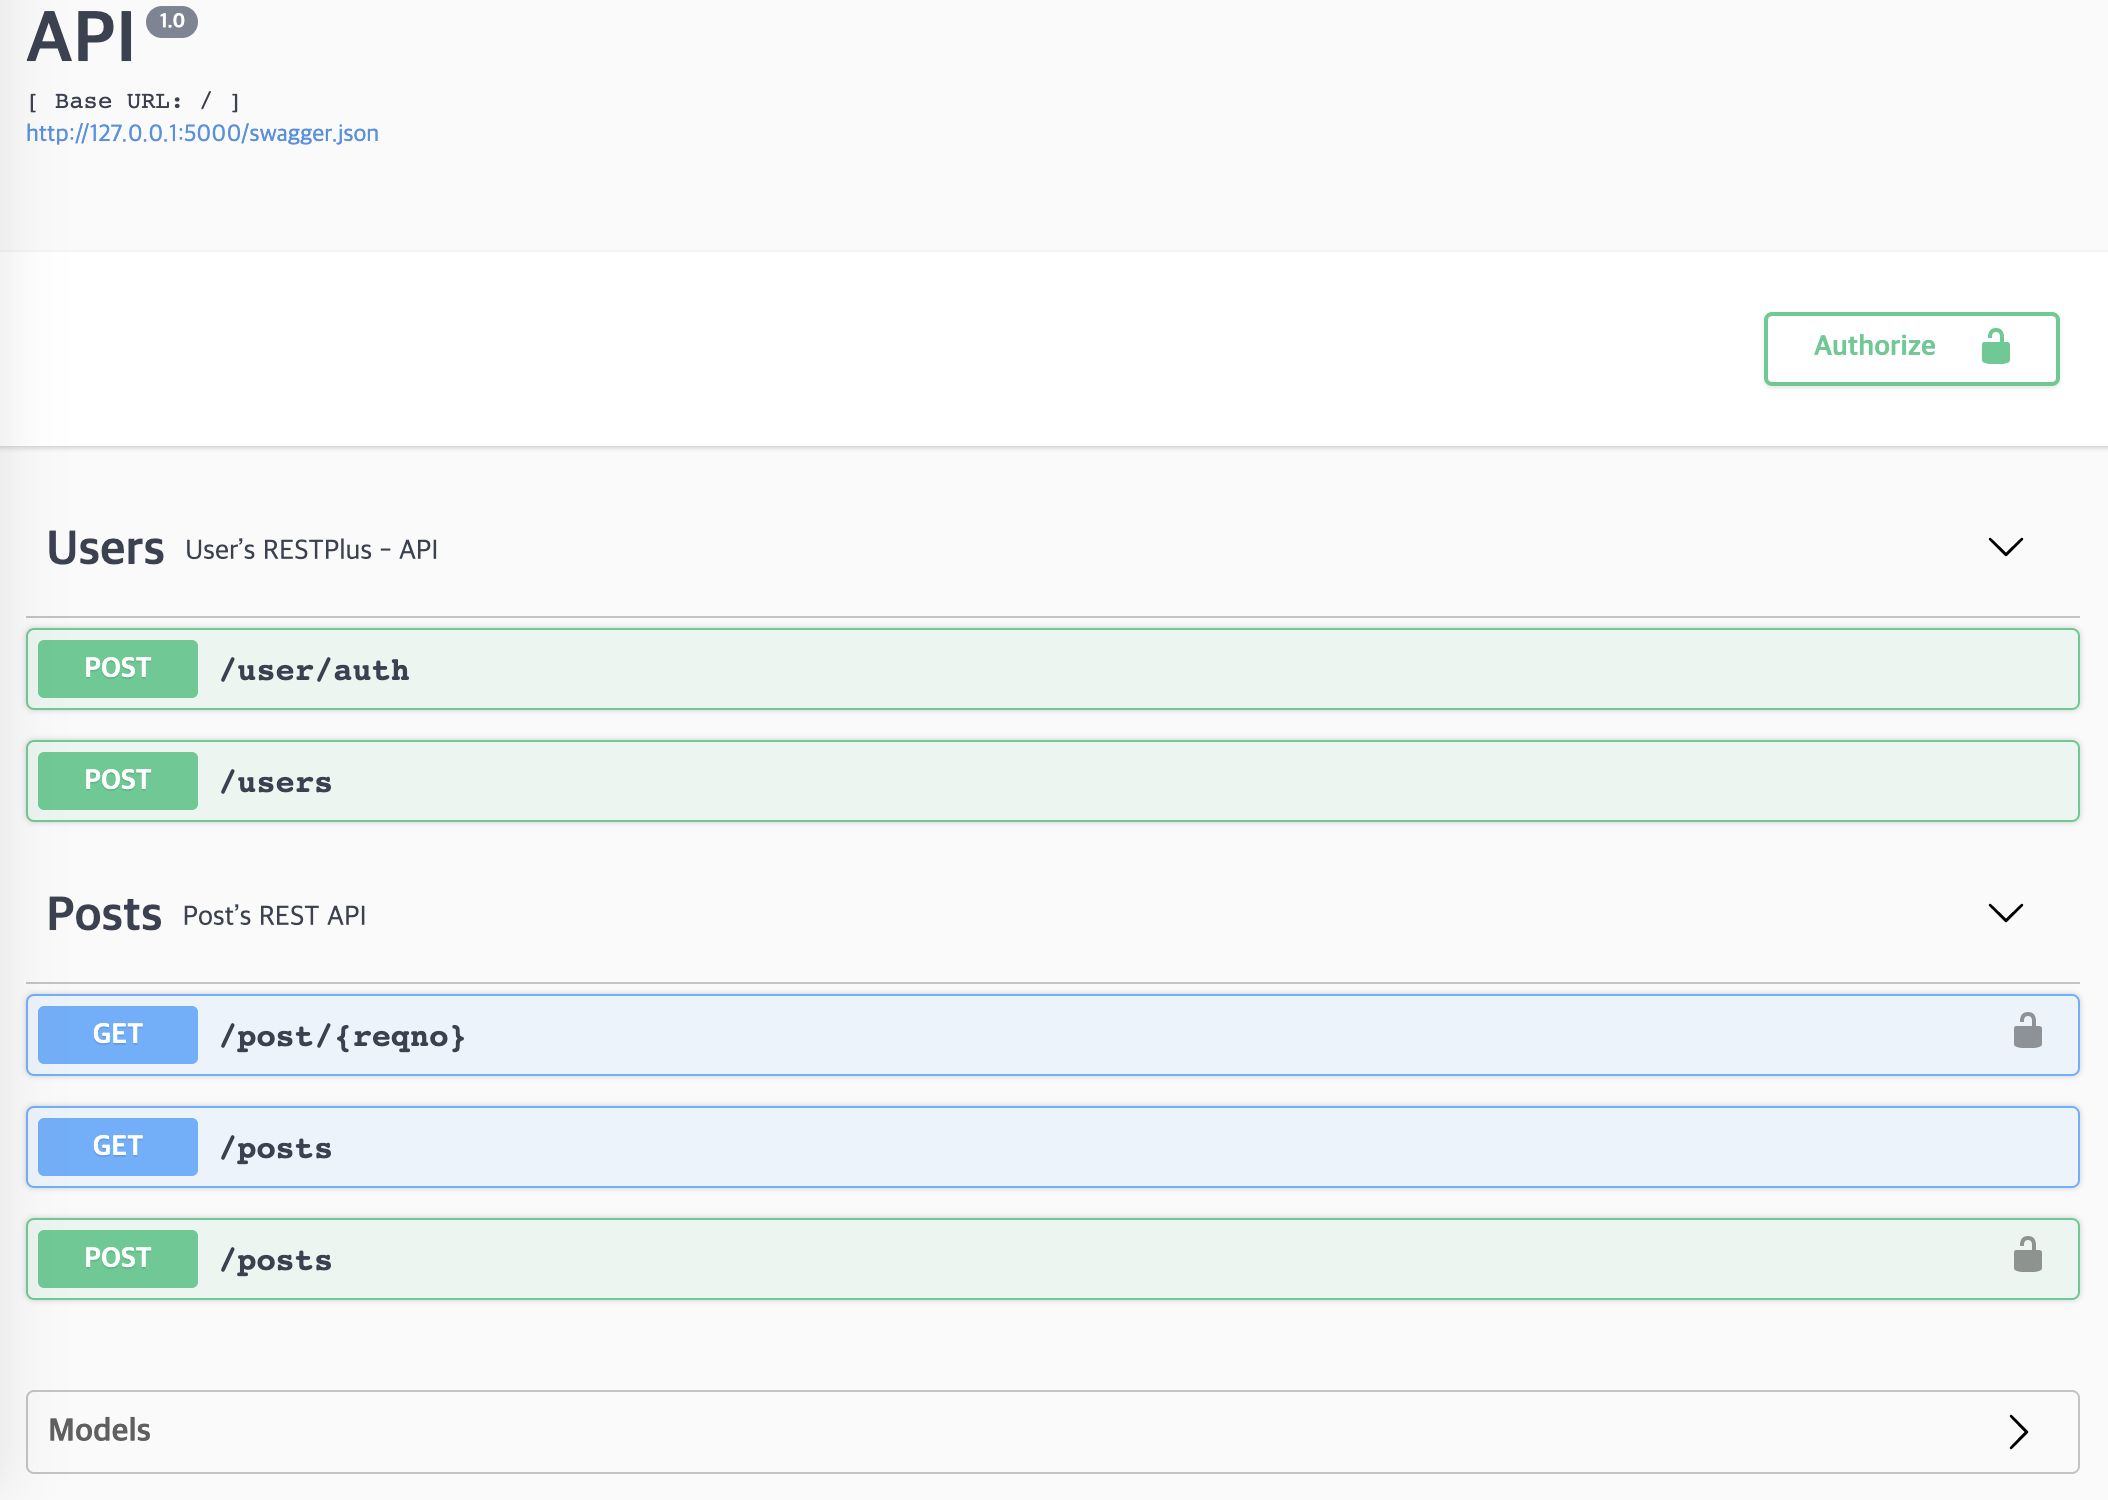 API 1.0
[ Base URL: / ]
http://127.0.0.1:5000/swagger.json
Authorize
Users User's RESTPlus - API
POST /user/auth
POST /users
Posts Post's REST API
GET /post/{reqno}
GET /posts
POST /posts
Models